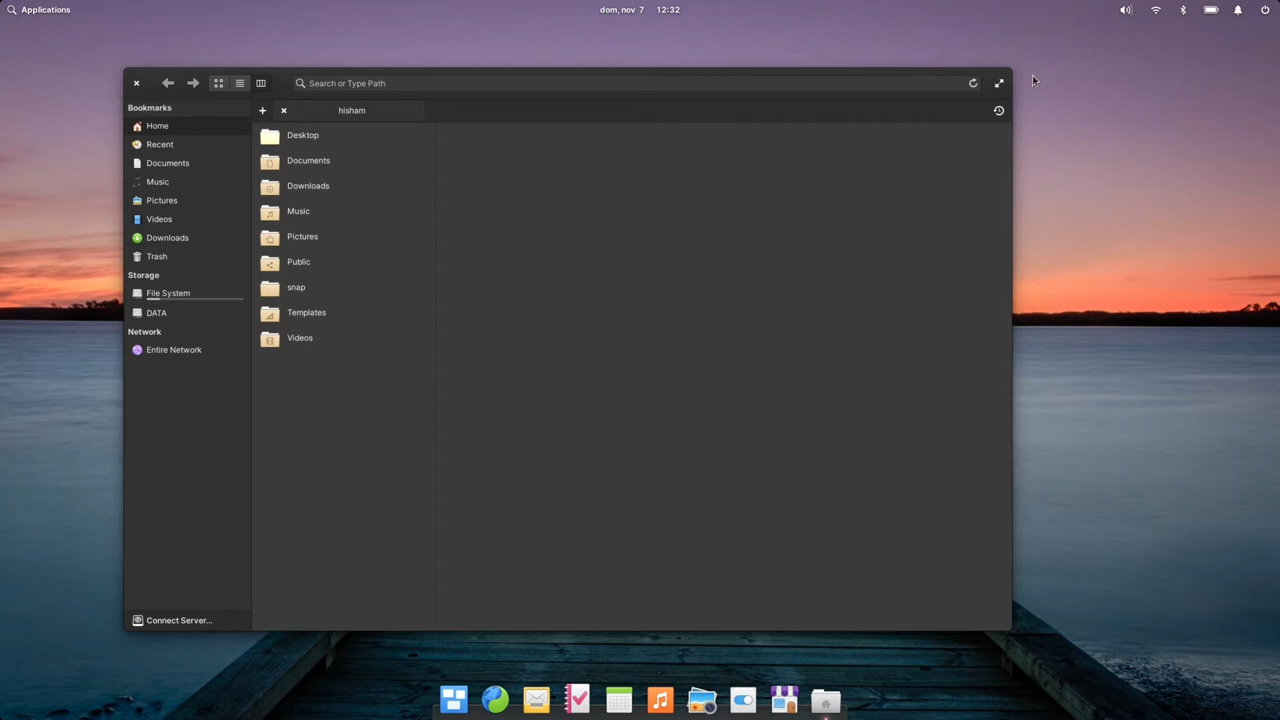 Applications
dom, nov 7 12:32
Search or Type Path
Bookmarks
Home
Recent
Documents
Music
Pictures
Videos
Downloads
Trash
Storage
File System
DATA
Network
Entire Network
Connect Server...
hisham
Desktop
Documents
Downloads
Music
Pictures
Public
snap
Templates
Videos